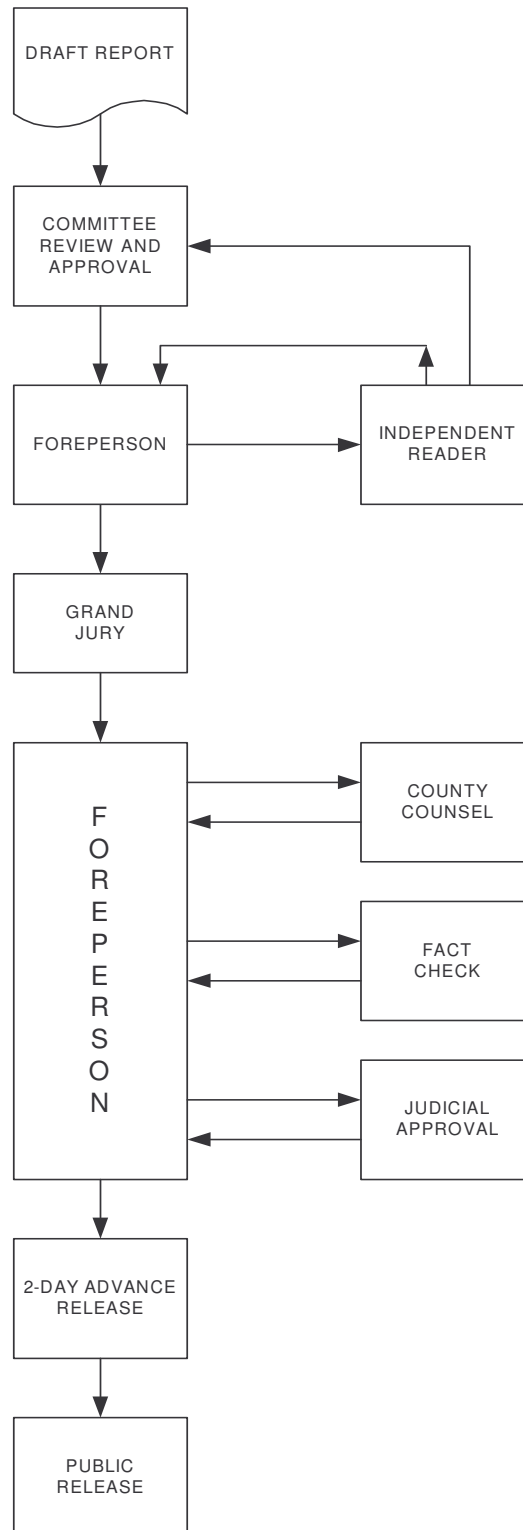 DRAFT REPORT
COMMITTEE
REVIEW AND
APPROVAL
FOREPERSON
INDEPENDENT
READER
GRAND
JURY
F
O
R
E
P
E
R
S
O
N
COUNTY
COUNSEL
FACT
CHECK
JUDICIAL
APPROVAL
2-DAY ADVANCE
RELEASE
PUBLIC
RELEASE